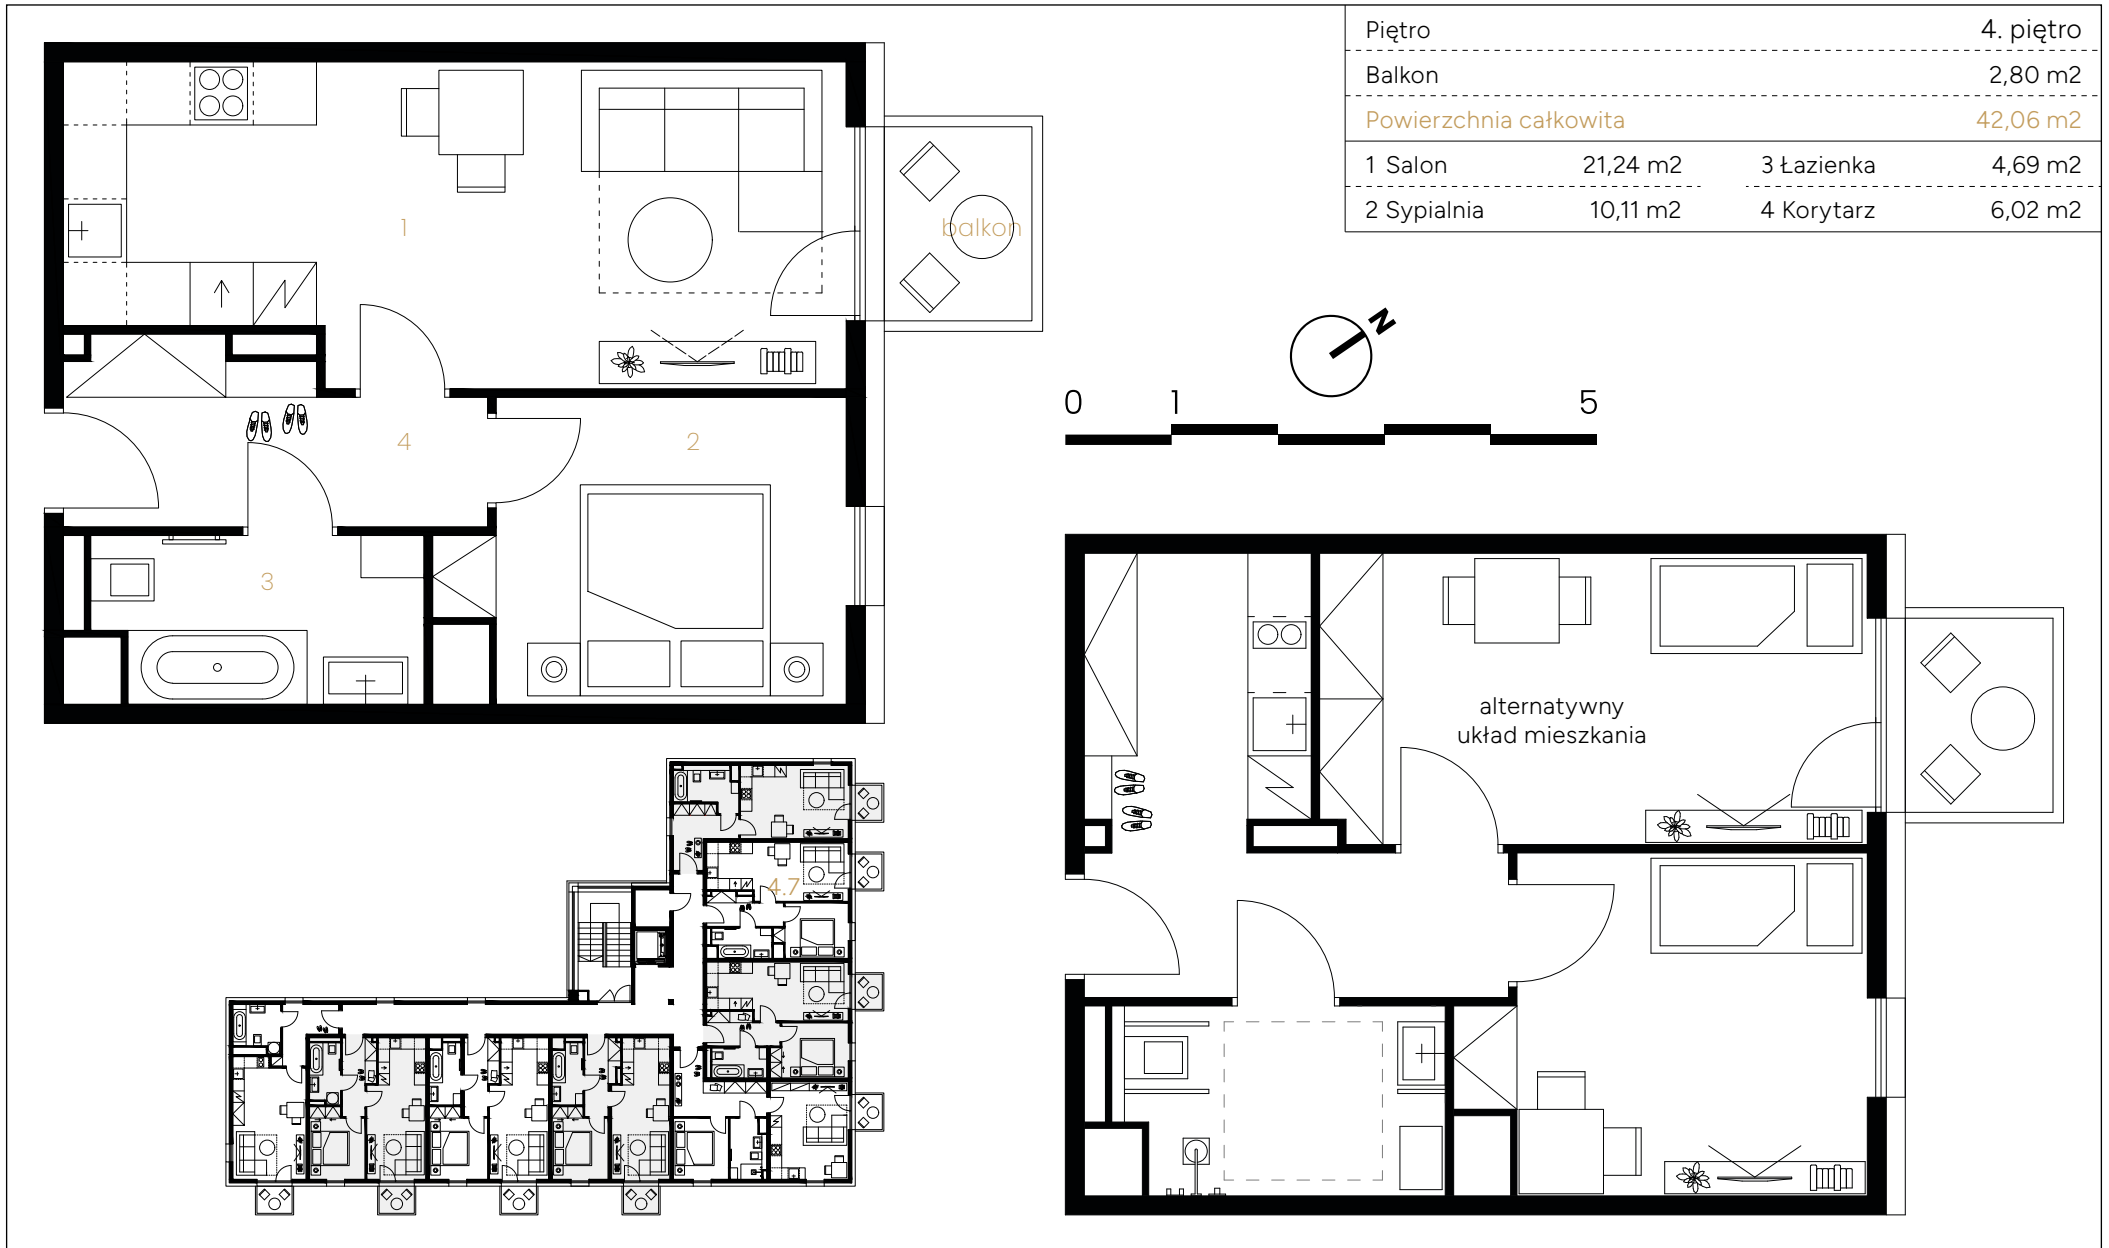 Piętro 4. piętro
Balkon 2,80 m2
Powierzchnia całkowita 42,06 m2
1 Salon 21,24 m2 3 Łazienka 4,69 m2
2 Sypialnia 10,11 m2 4 Korytarz 6,02 m2
1
balkon
N
0 1 5
4
2
3
alternatywny
układ mieszkania
4.7